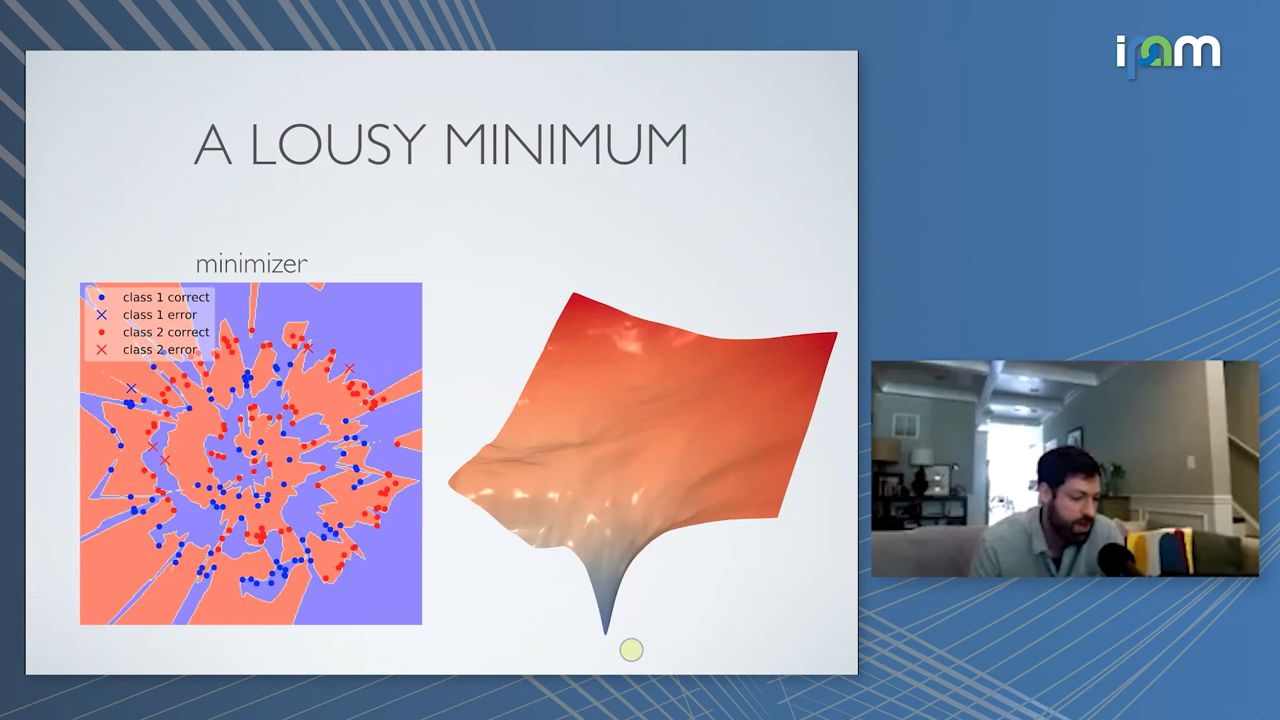 ipam
A LOUSY MINIMUM
minimizer
class 1 correct
class 1 error
class 2 correct
class 2 error